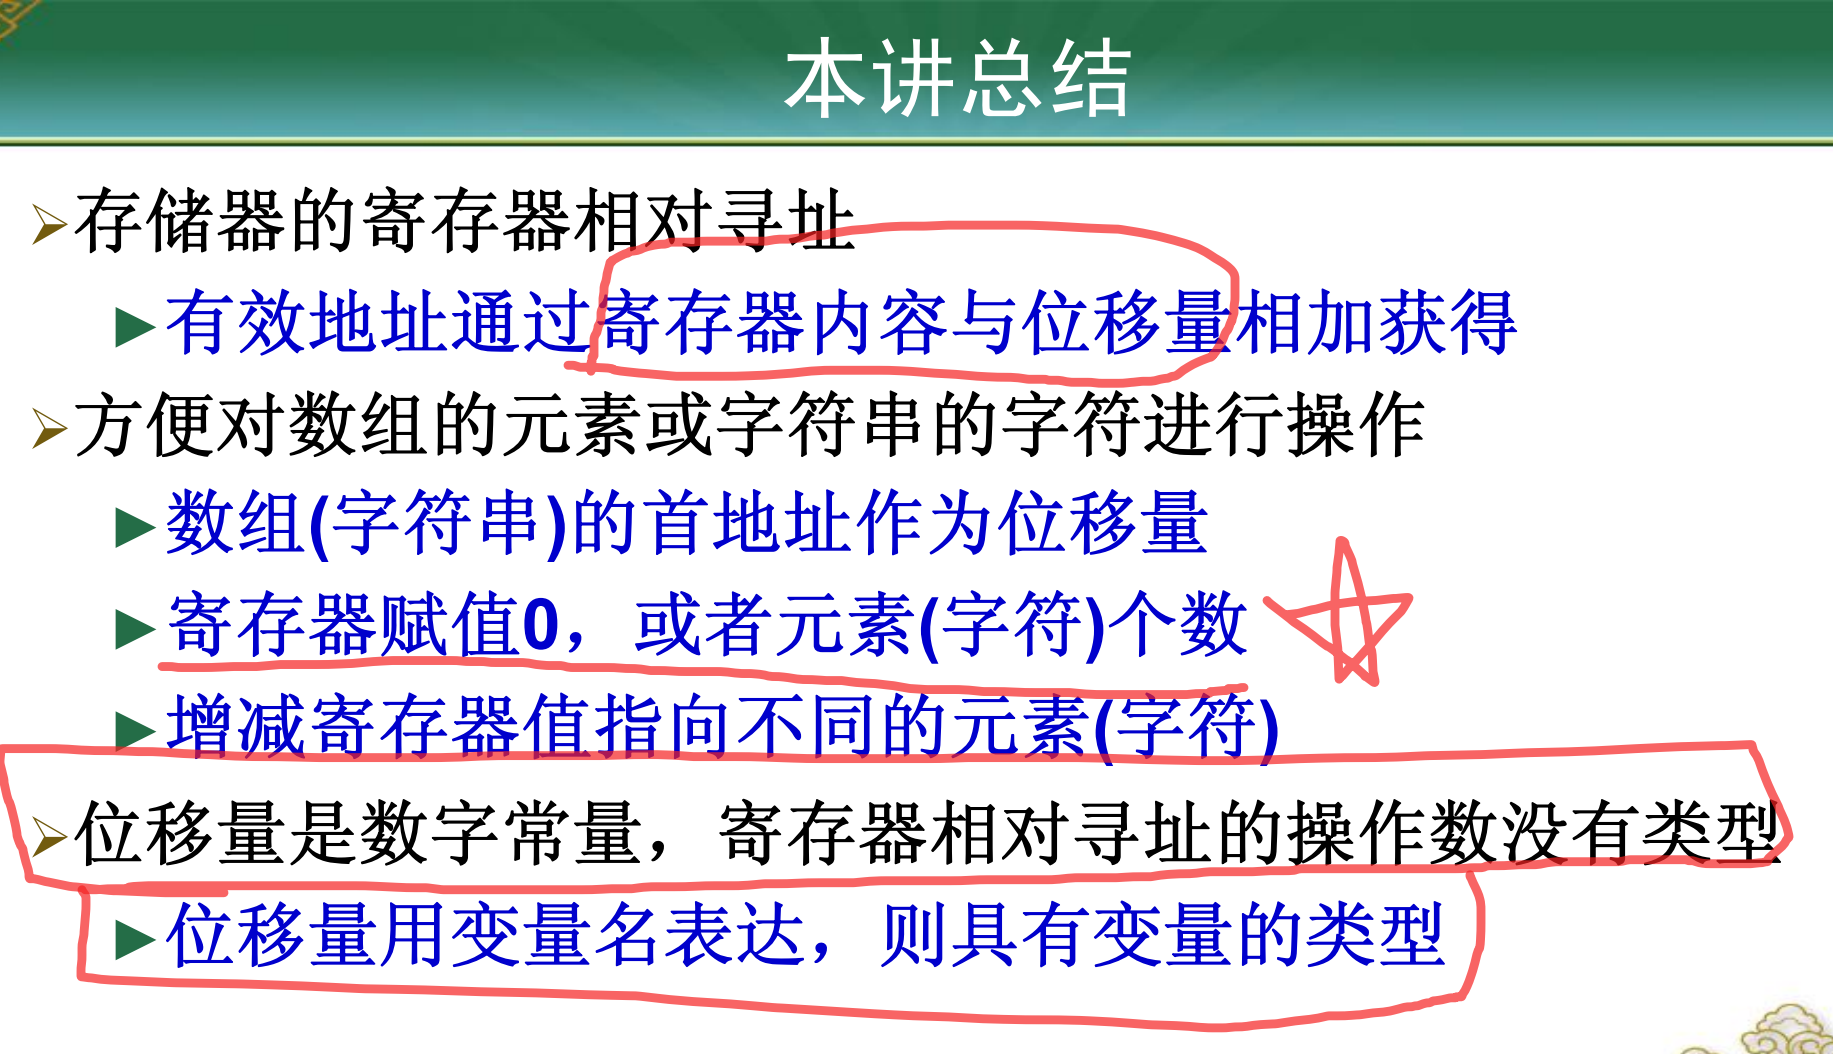 本讲总结
存储器的寄存器相对寻址
有效地址通过寄存器内容与位移量相加获得
方便对数组的元素或字符串的字符进行操作
数组(字符串)的首地址作为位移量
寄存器赋值0，或者元素(字符)个数
增减寄存器值指向不同的元素(字符)
位移量是数字常量，寄存器相对寻址的操作数没有类型
位移量用变量名表达，则具有变量的类型